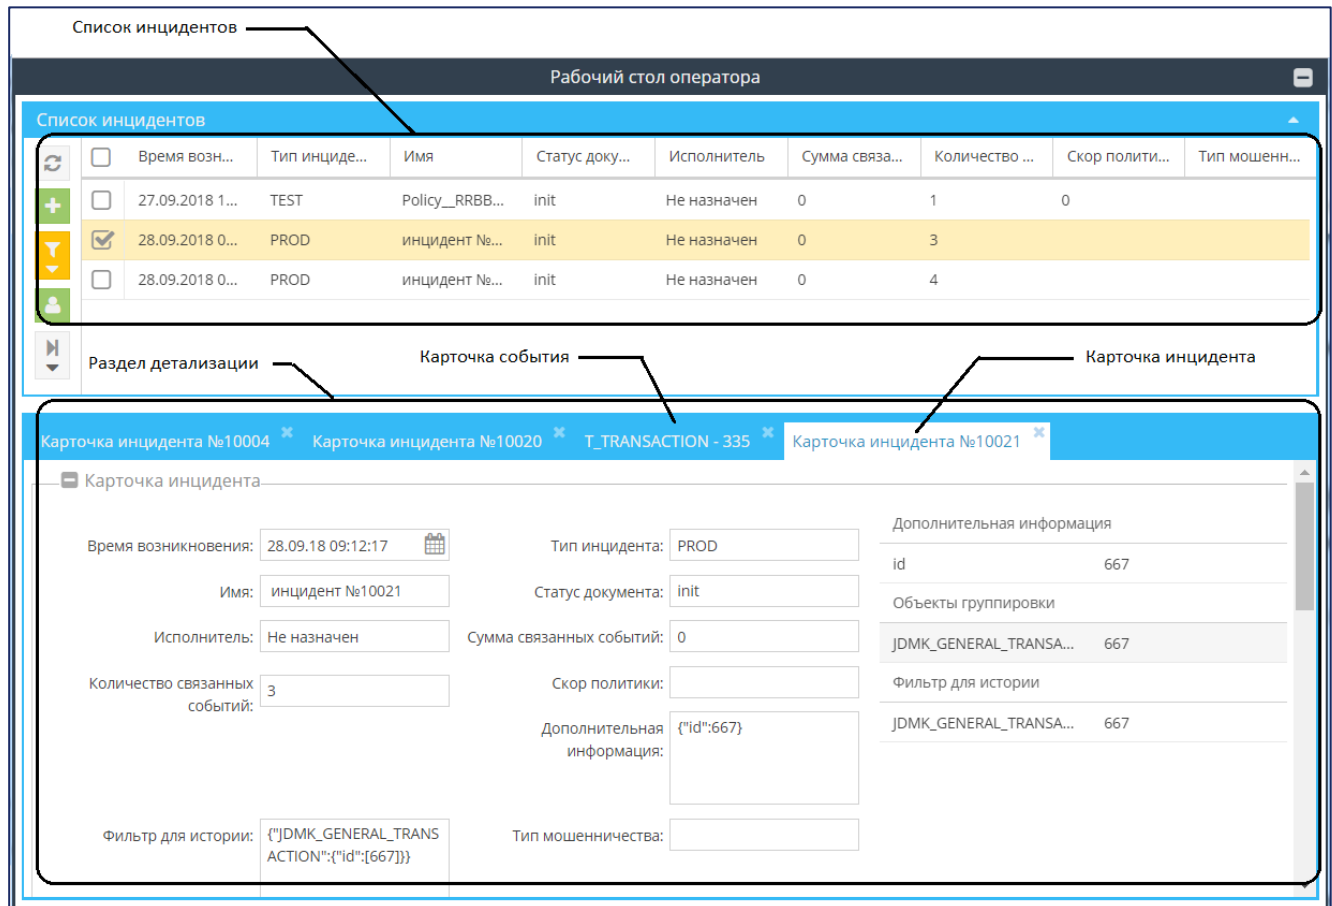 Список инцидентов
Рабочий стол оператора
Список инцидентов
Время возн... Тип инциде... Имя Статус доку... Исполнитель Сумма связа... Количество ... Скор полити... Тип мошенн...
27.09.2018 1... TEST Policy__RRBB... init Не назначен 0 1 0
28.09.2018 0... PROD инцидент №... init Не назначен 0 3
28.09.2018 0... PROD инцидент №... init Не назначен 0 4
Раздел детализации Карточка события Карточка инцидента
Карточка инцидента №10004 Карточка инцидента №10020 T_TRANSACTION - 335 Карточка инцидента №10021
Карточка инцидента
Дополнительная информация
Время возникновения: 28.09.18 09:12:17 Тип инцидента: PROD
id 667
Имя: инцидент №10021 Статус документа: init
Объекты группировки
Исполнитель: Не назначен Сумма связанных событий: 0
JDMK_GENERAL_TRANSA... 667
Количество связанных событий: 3 Скор политики:
Фильтр для истории
JDMK_GENERAL_TRANSA... 667
Дополнительная информация: {"id":667}
Фильтр для истории: {"JDMK_GENERAL_TRANS
ACTION":{"id":[667]}}
Тип мошенничества: